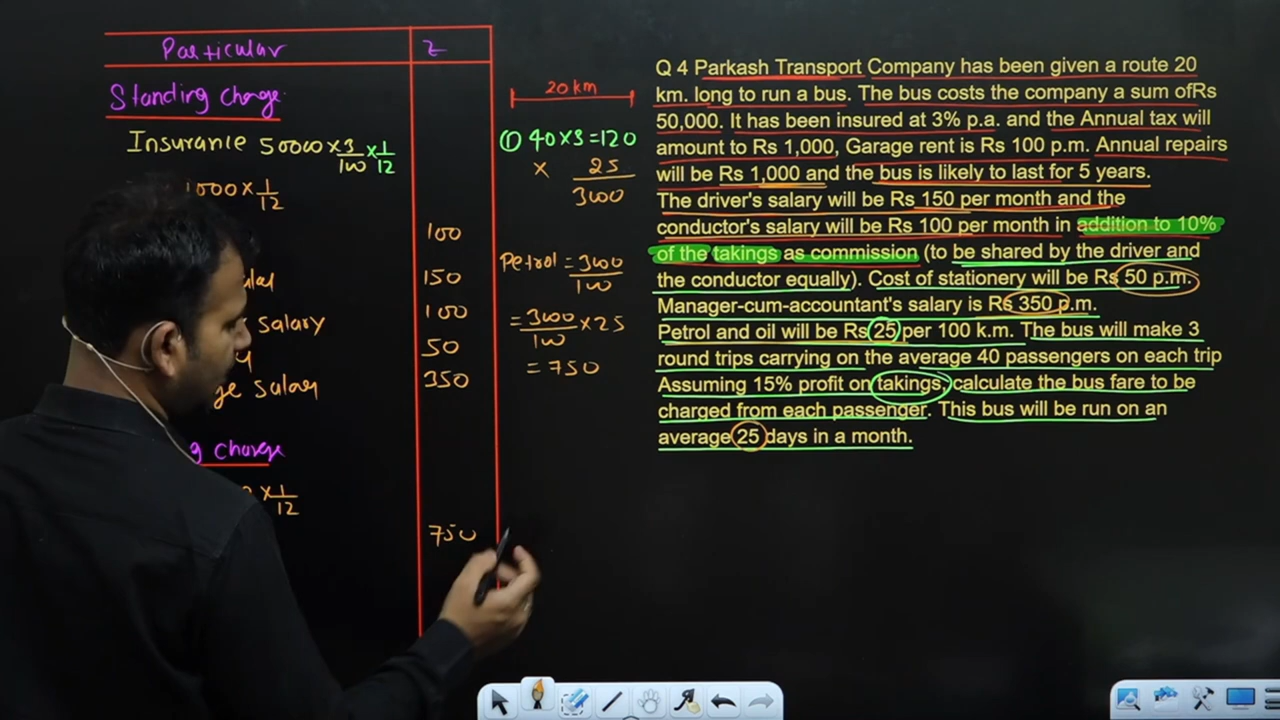 Particular ₹
Standing charge
Insurance 50000 × 3/100 × 1/12
1000 × 1/12
100
150
salary 100
50
ge salary 350
g charge
× 1/12
750
20 km
① 40 × 3 = 120
× 25
3000
Petrol = 3000/100
= 3000/100 × 25
= 750
Q 4 Parkash Transport Company has been given a route 20
km. long to run a bus. The bus costs the company a sum ofRs
50,000. It has been insured at 3% p.a. and the Annual tax will
amount to Rs 1,000, Garage rent is Rs 100 p.m. Annual repairs
will be Rs 1,000 and the bus is likely to last for 5 years.
The driver's salary will be Rs 150 per month and the
conductor's salary will be Rs 100 per month in addition to 10%
of the takings as commission (to be shared by the driver and
the conductor equally). Cost of stationery will be Rs 50 p.m.
Manager-cum-accountant's salary is Rs 350 p.m.
Petrol and oil will be Rs 25 per 100 k.m. The bus will make 3
round trips carrying on the average 40 passengers on each trip
Assuming 15% profit on takings, calculate the bus fare to be
charged from each passenger. This bus will be run on an
average 25 days in a month.